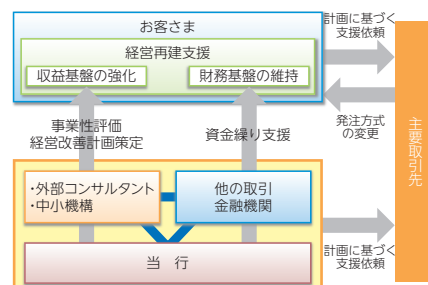 お客さま
経営再建支援
収益基盤の強化
財務基盤の維持
計画に基づく
支援依頼
発注方式
の変更
主要取引先
事業性評価
経営改善計画策定
資金繰り支援
・外部コンサルタント
・中小機構
他の取引
金融機関
当 行
計画に基づく
支援依頼